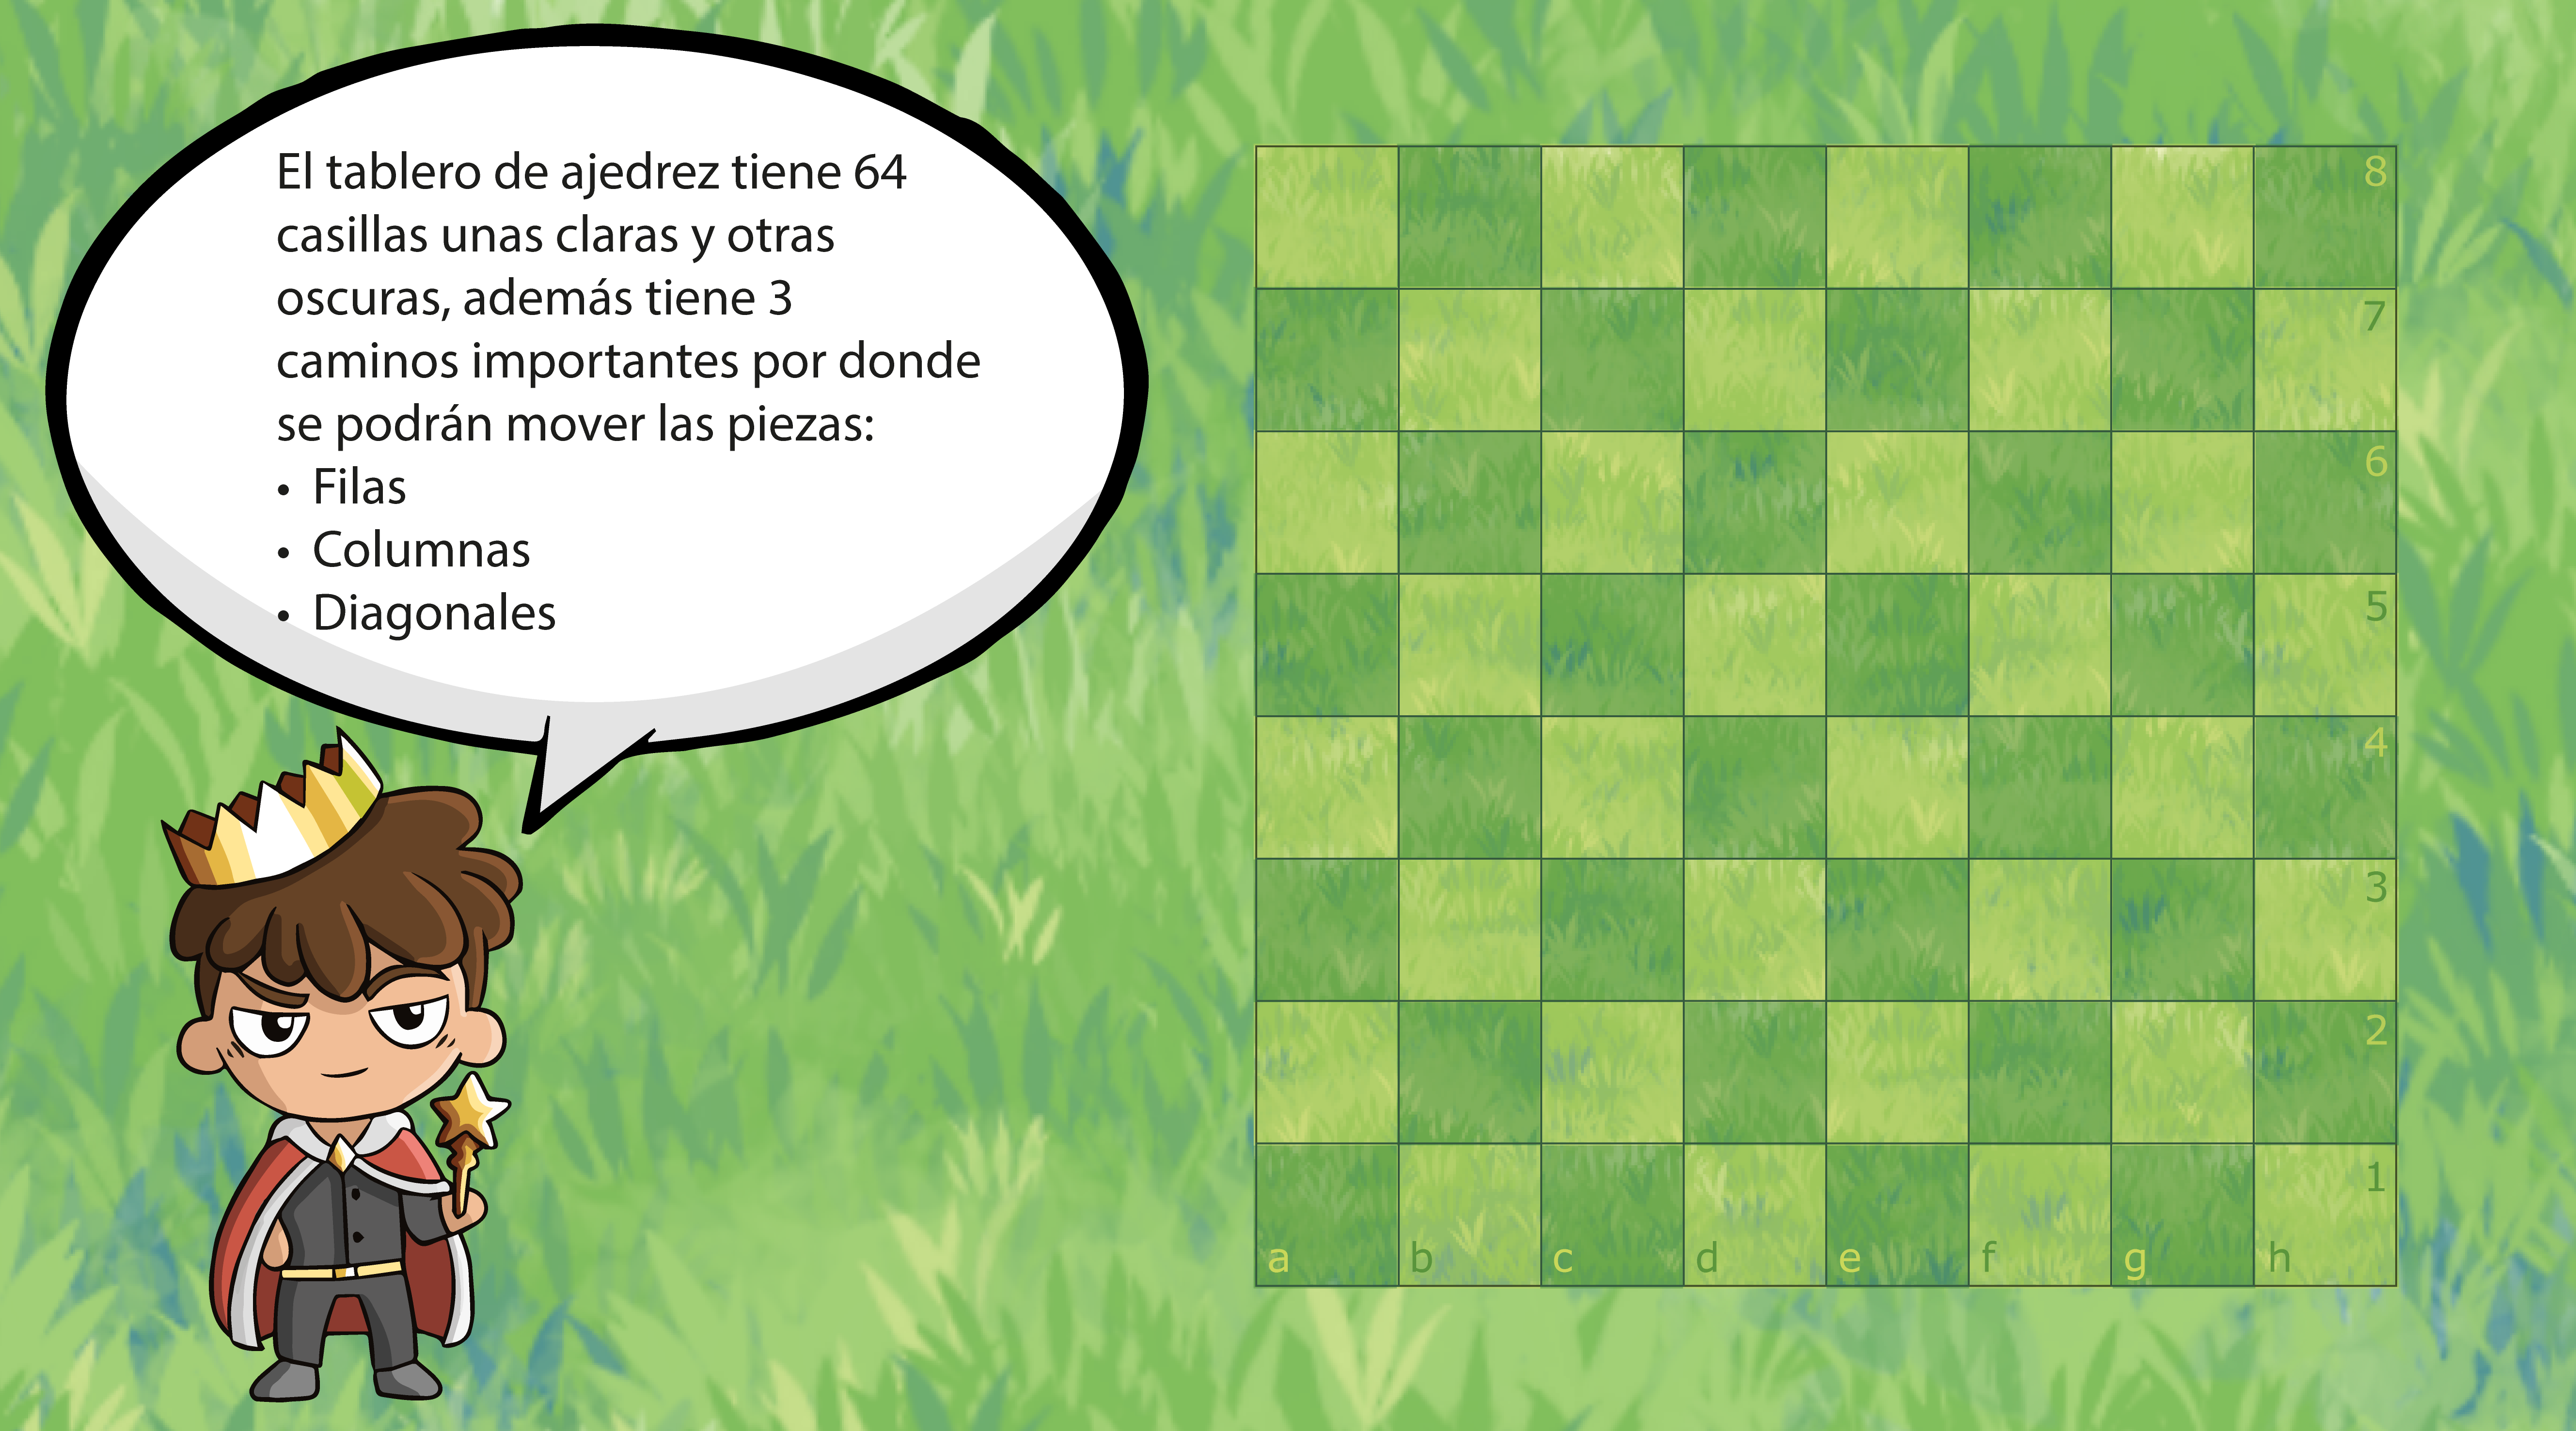 El tablero de ajedrez tiene 64
casillas unas claras y otras
oscuras, además tiene 3
caminos importantes por donde
se podrán mover las piezas:
• Filas
• Columnas
• Diagonales
8
7
6
5
4
3
2
1
a b c d e f g h